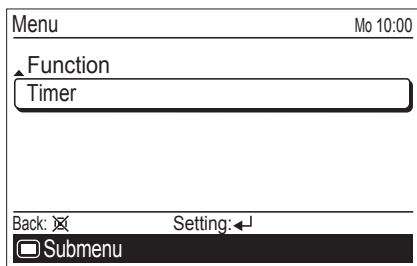 Menu Mo 10:00
Function
Timer
Back: Setting:
Submenu